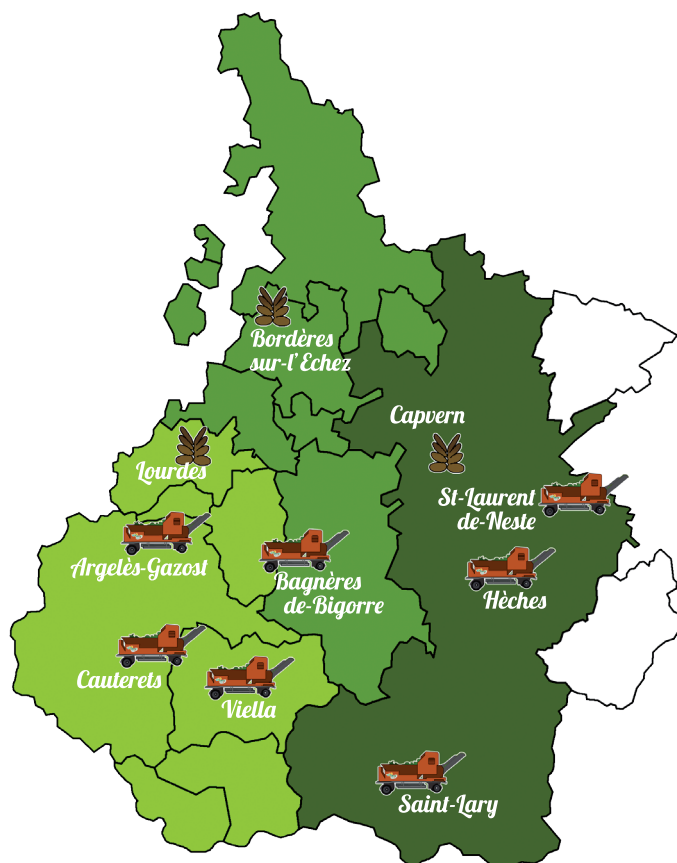 Bordères
sur-l'Echez
Capvern
Lourdes
St-Laurent
de-Neste
Argelès-Gazost
Bagnères
de-Bigorre
Hèches
Cauterets
Viella
Saint-Lary